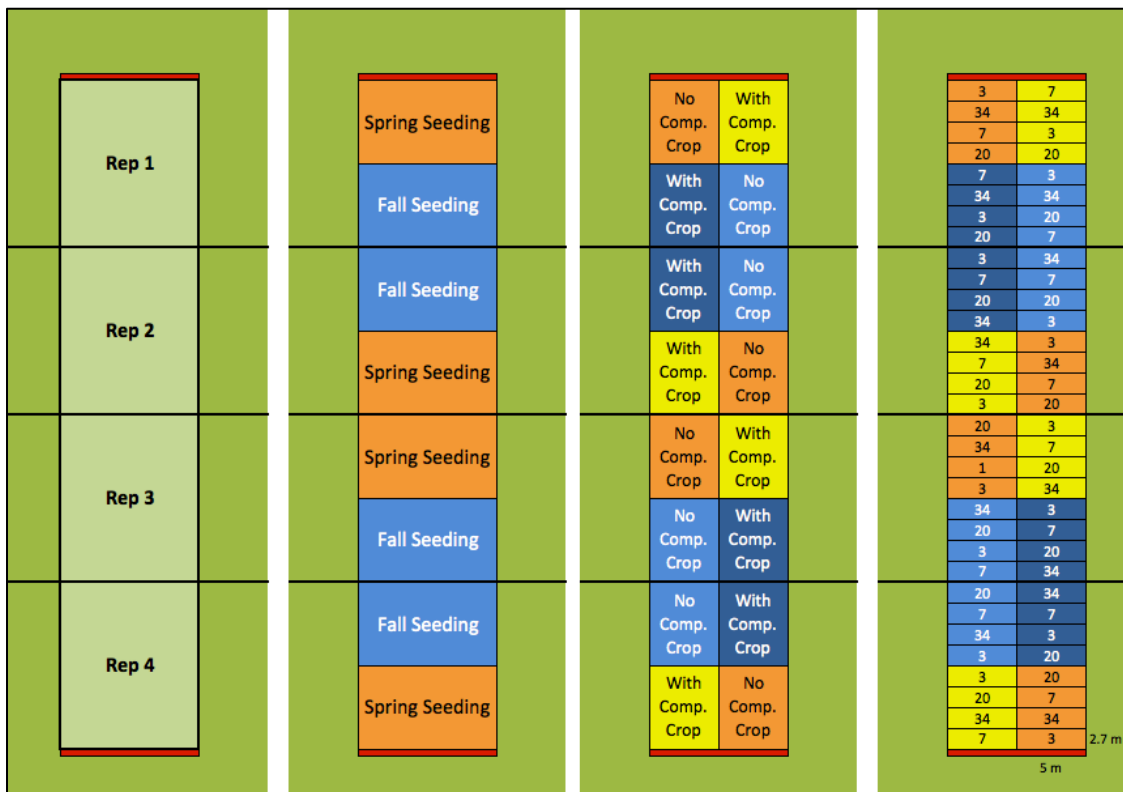 Rep 1
Rep 2
Rep 3
Rep 4
Spring Seeding
Fall Seeding
Fall Seeding
Spring Seeding
Spring Seeding
Fall Seeding
Fall Seeding
Spring Seeding
No With
Comp. Comp.
Crop Crop
With No
Comp. Comp.
Crop Crop
With No
Comp. Comp.
Crop Crop
With No
Comp. Comp.
Crop Crop
No With
Comp. Comp.
Crop Crop
No With
Comp. Comp.
Crop Crop
No With
Comp. Comp.
Crop Crop
With No
Comp. Comp.
Crop Crop
3 7
34 34
7 3
20 20
7 3
34 34
3 20
20 7
3 34
7 7
20 20
34 3
34 3
7 34
20 7
3 20
20 3
34 7
1 20
3 34
34 3
20 7
3 20
7 34
20 34
7 7
34 3
3 20
3 20
20 7
34 34
7 3
2.7 m
5 m